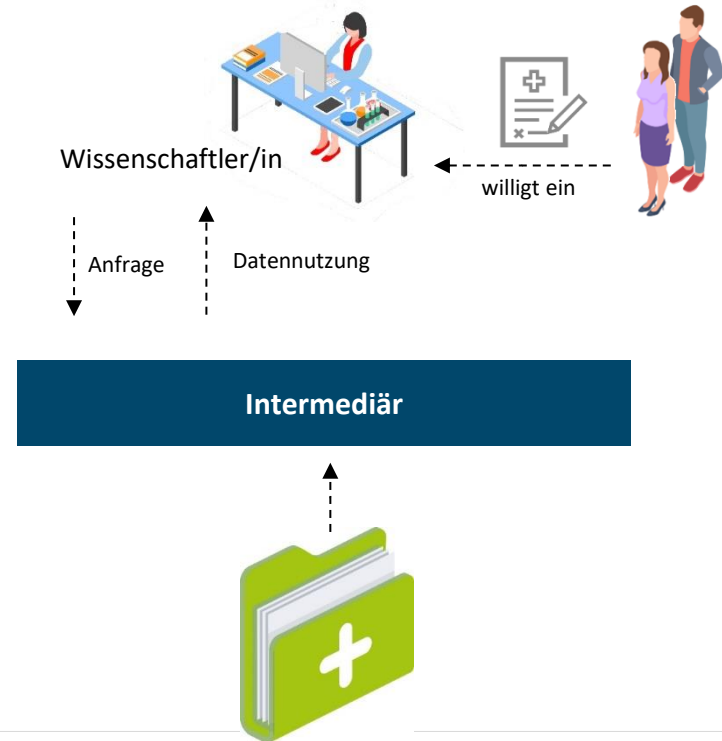 Wissenschaftler/in
willigt ein
Anfrage
Datennutzung
Intermediär